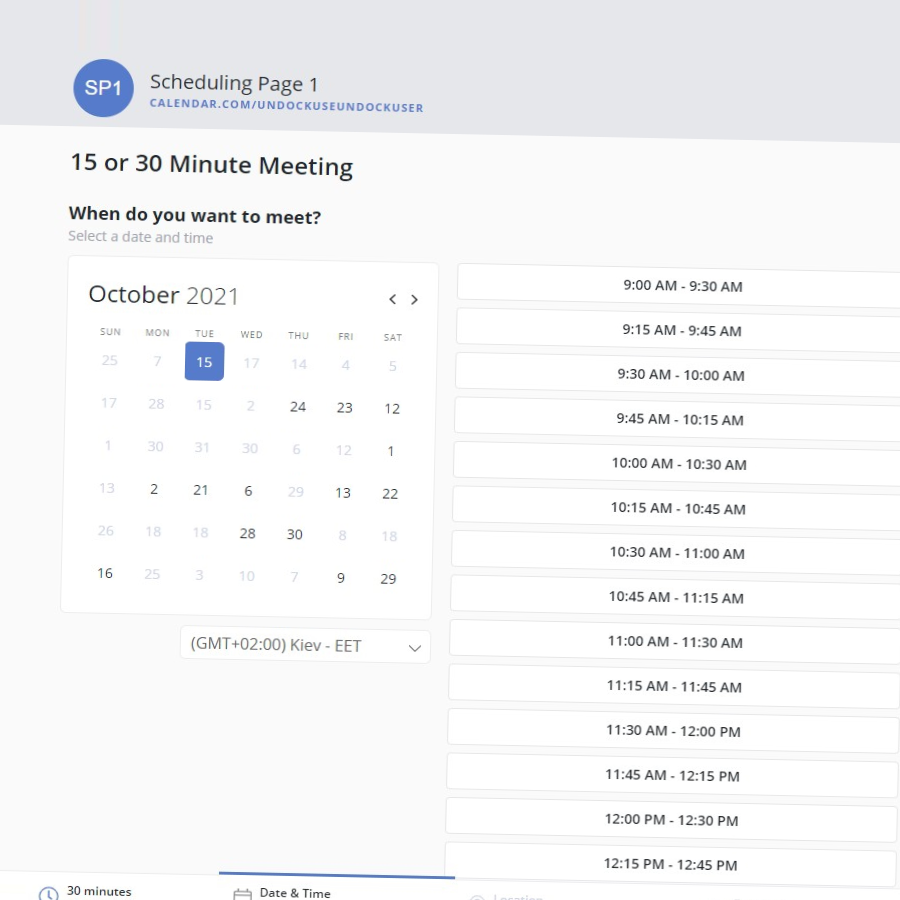 SP1
Scheduling Page 1
CALENDAR.COM/UNDOCKUSEUNDOCKUSER
15 or 30 Minute Meeting
When do you want to meet?
Select a date and time
October 2021
SUN MON TUE WED THU FRI SAT
25 7 15 17 14 4 5
17 28 15 2 24 23 12
1 30 31 30 6 12 1
13 2 21 6 29 13 22
26 18 18 28 30 8 18
16 25 3 10 7 9 29
(GMT+02:00) Kiev - EET
9:00 AM - 9:30 AM
9:15 AM - 9:45 AM
9:30 AM - 10:00 AM
9:45 AM - 10:15 AM
10:00 AM - 10:30 AM
10:15 AM - 10:45 AM
10:30 AM - 11:00 AM
10:45 AM - 11:15 AM
11:00 AM - 11:30 AM
11:15 AM - 11:45 AM
11:30 AM - 12:00 PM
11:45 AM - 12:15 PM
12:00 PM - 12:30 PM
12:15 PM - 12:45 PM
30 minutes
Date & Time
Location